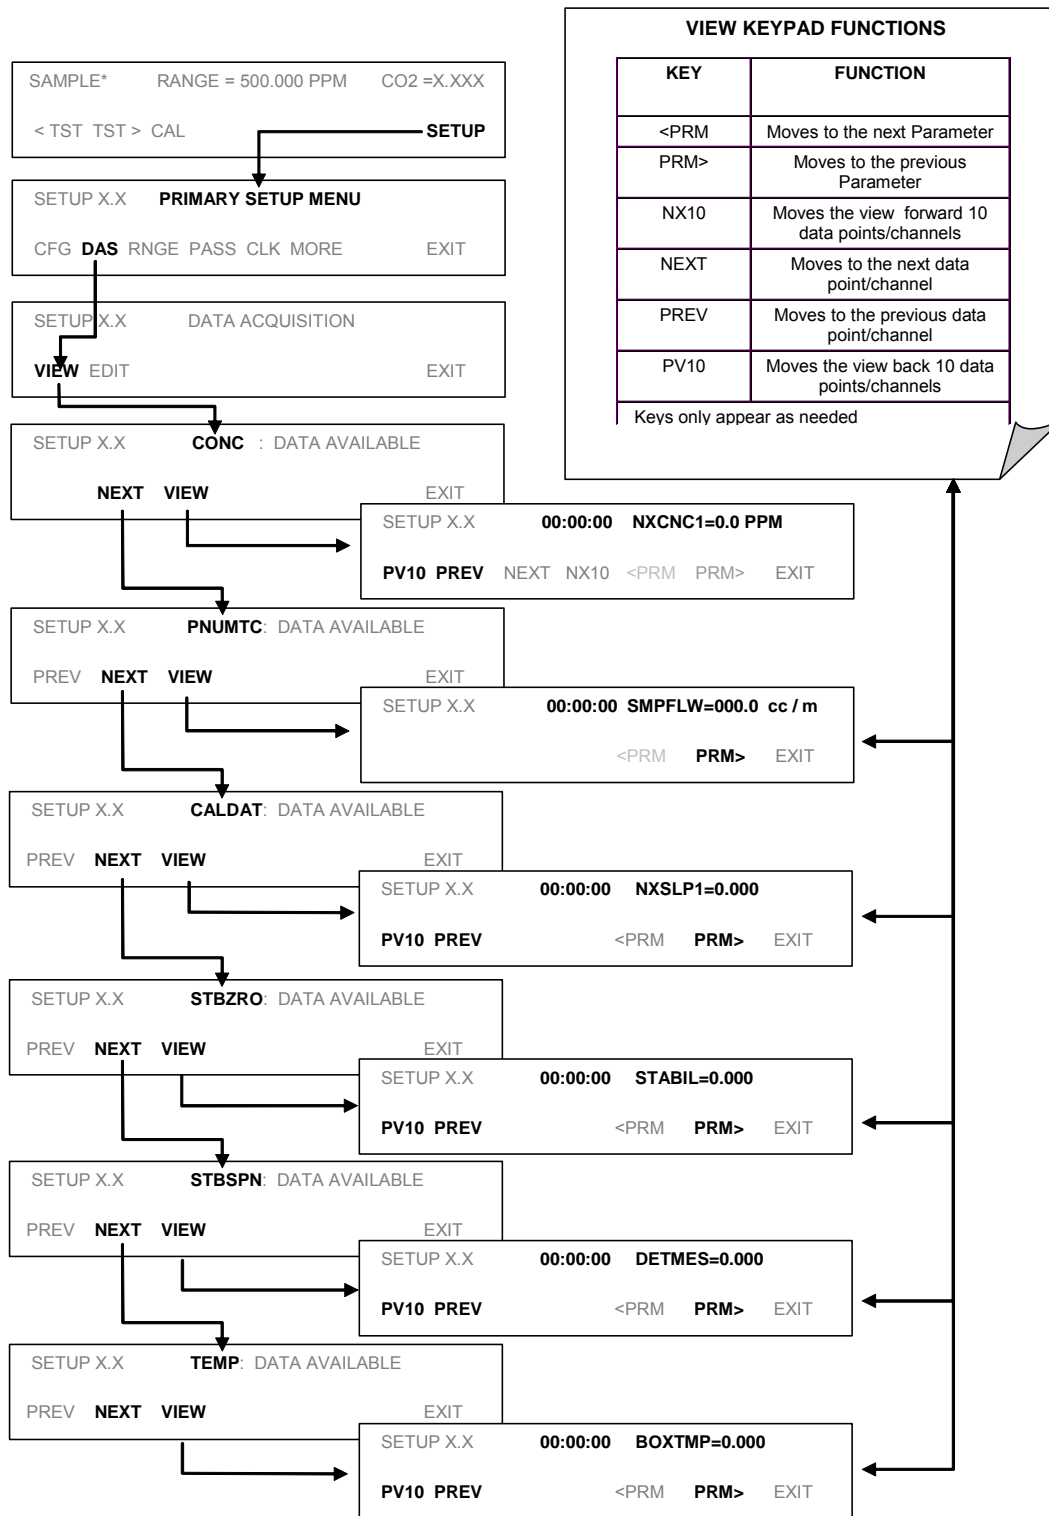 VIEW KEYPAD FUNCTIONS
KEY FUNCTION
<PRM Moves to the next Parameter
PRM> Moves to the previous
Parameter
NX10 Moves the view forward 10
data points/channels
NEXT Moves to the next data
point/channel
PREV Moves to the previous data
point/channel
PV10 Moves the view back 10 data
points/channels
Keys only appear as needed
SAMPLE* RANGE = 500.000 PPM CO2 =X.XXX
< TST TST > CAL SETUP
SETUP X.X PRIMARY SETUP MENU
CFG DAS RNGE PASS CLK MORE EXIT
SETUP X.X DATA ACQUISITION
VIEW EDIT EXIT
SETUP X.X CONC : DATA AVAILABLE
NEXT VIEW EXIT
SETUP X.X 00:00:00 NXCNC1=0.0 PPM
PV10 PREV NEXT NX10 <PRM PRM> EXIT
SETUP X.X PNUMTC: DATA AVAILABLE
PREV NEXT VIEW EXIT
SETUP X.X 00:00:00 SMPFLW=000.0 cc / m
<PRM PRM> EXIT
SETUP X.X CALDAT: DATA AVAILABLE
PREV NEXT VIEW EXIT
SETUP X.X 00:00:00 NXSLP1=0.000
PV10 PREV <PRM PRM> EXIT
SETUP X.X STBZRO: DATA AVAILABLE
PREV NEXT VIEW EXIT
SETUP X.X 00:00:00 STABIL=0.000
PV10 PREV <PRM PRM> EXIT
SETUP X.X STBSPN: DATA AVAILABLE
PREV NEXT VIEW EXIT
SETUP X.X 00:00:00 DETMES=0.000
PV10 PREV <PRM PRM> EXIT
SETUP X.X TEMP: DATA AVAILABLE
PREV NEXT VIEW EXIT
SETUP X.X 00:00:00 BOXTMP=0.000
PV10 PREV <PRM PRM> EXIT